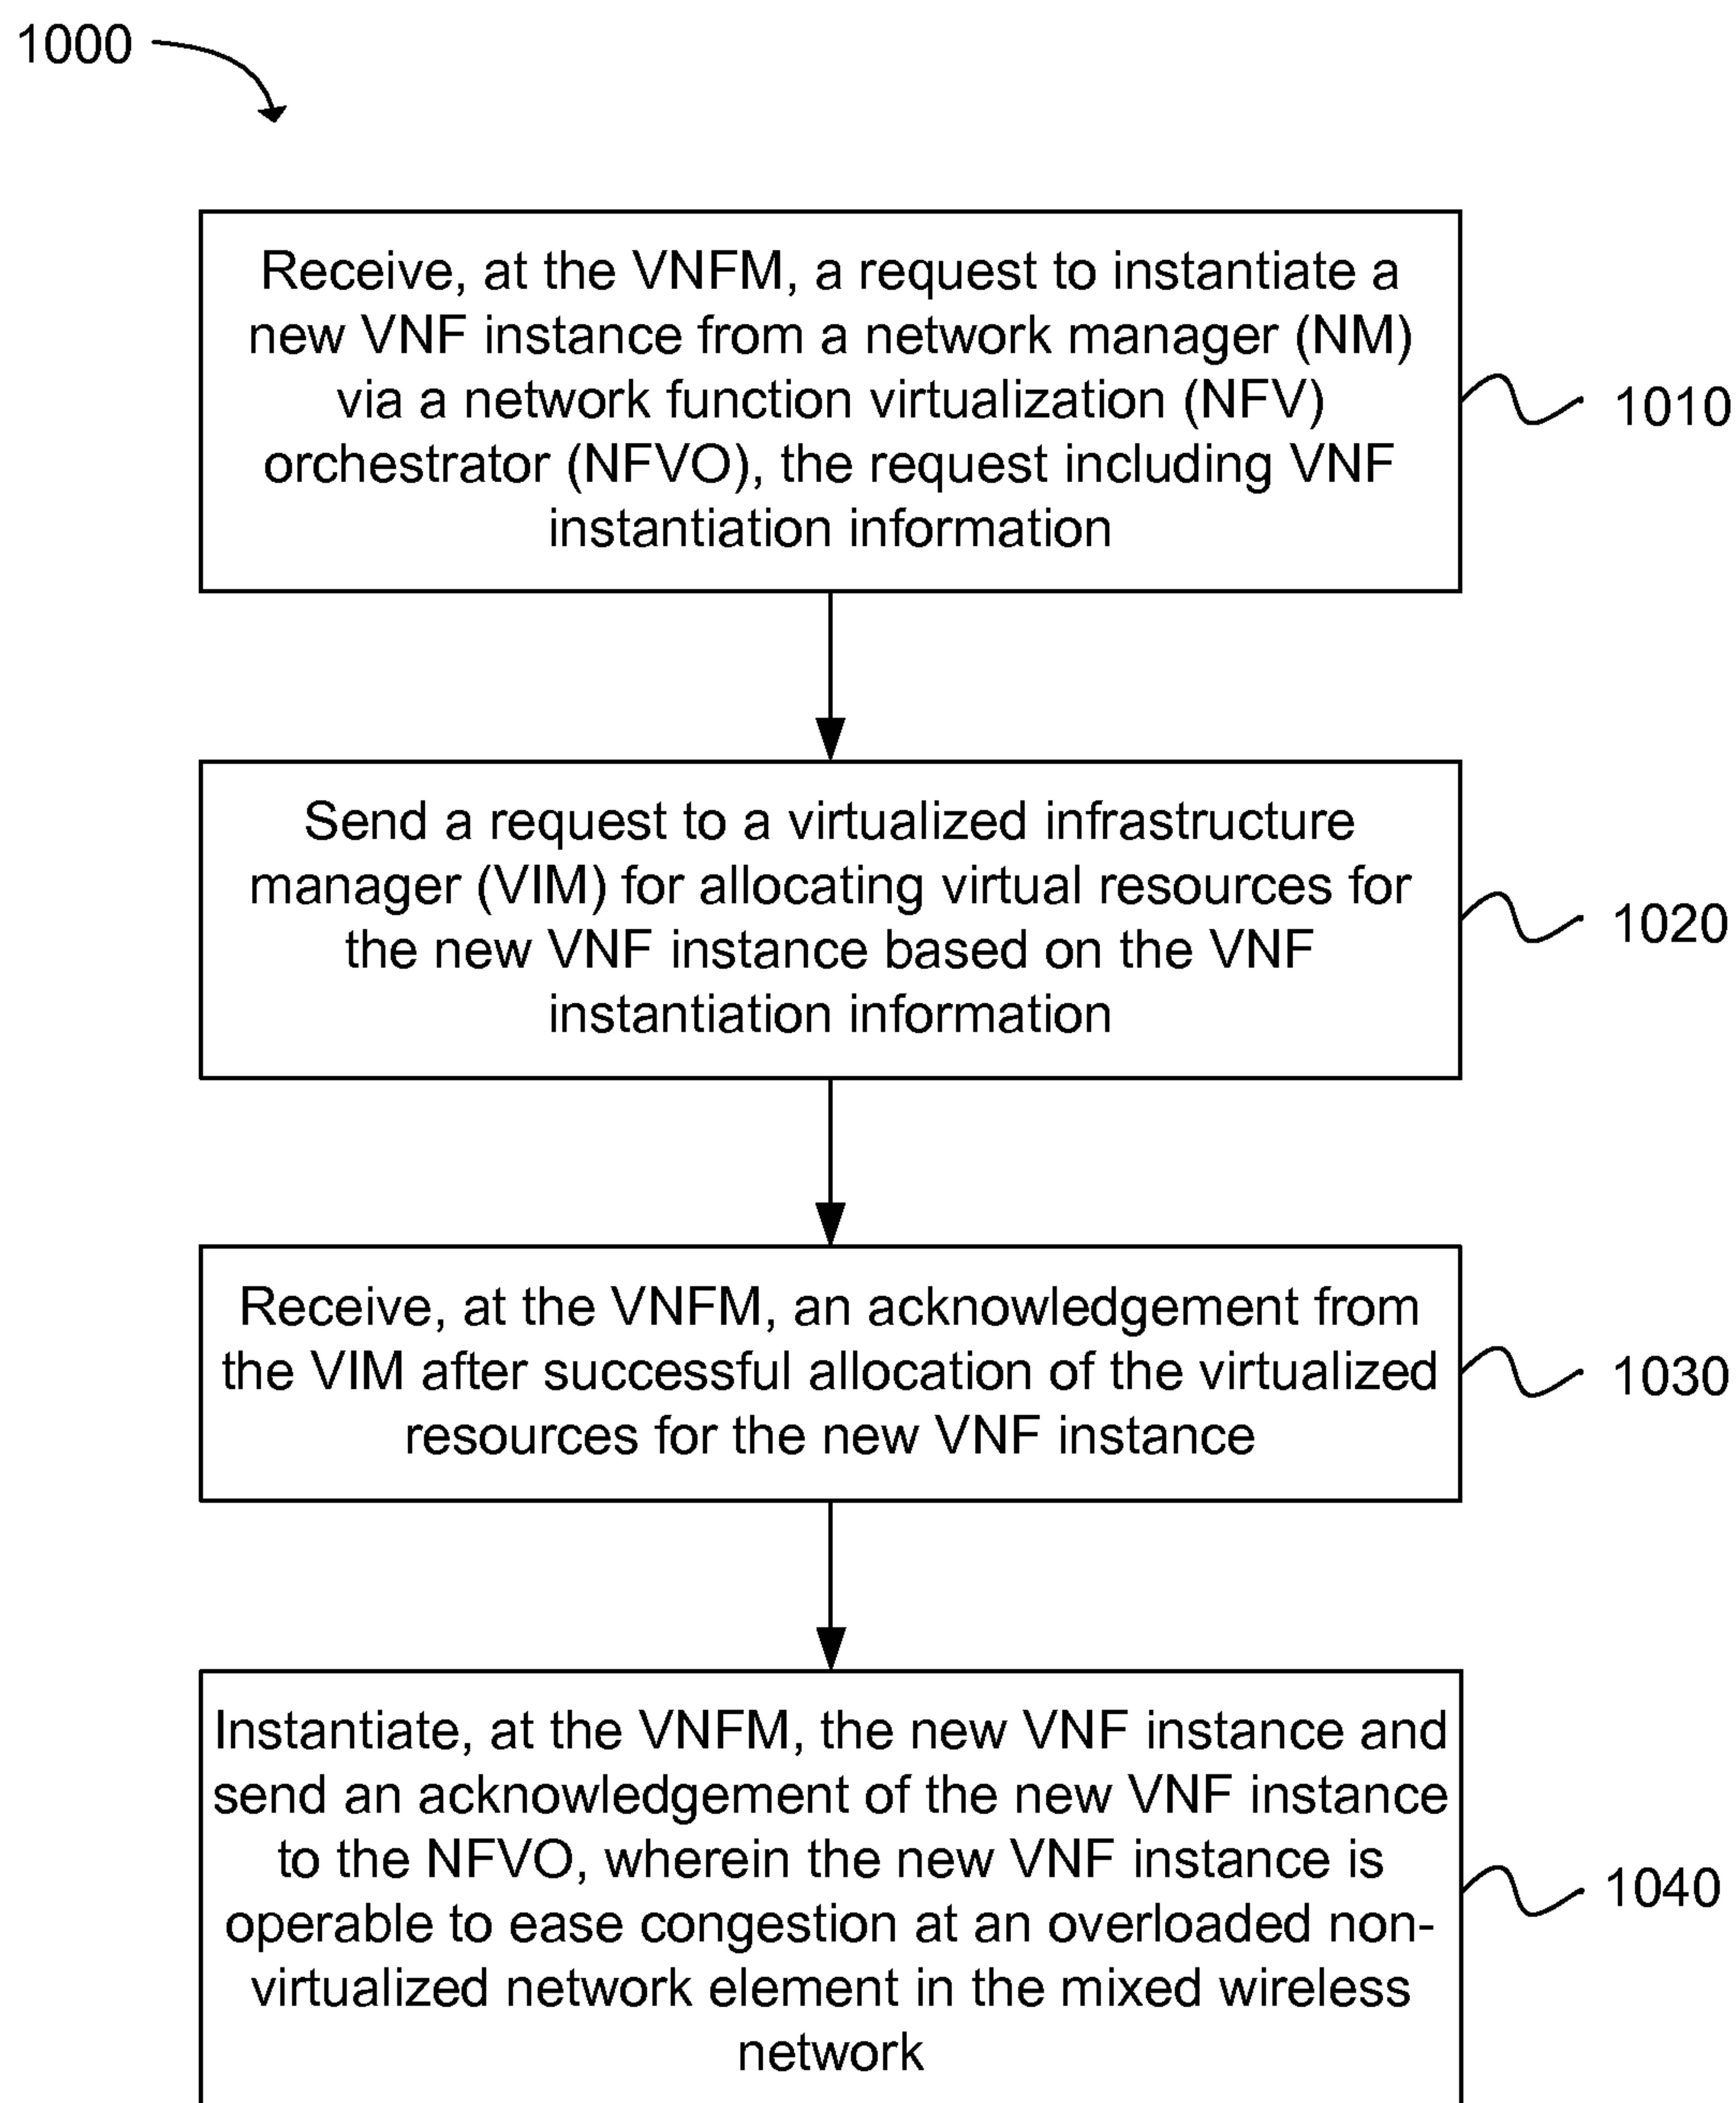 1000
Receive, at the VNFM, a request to instantiate a
new VNF instance from a network manager (NM)
via a network function virtualization (NFV)
orchestrator (NFVO), the request including VNF
instantiation information
1010
Send a request to a virtualized infrastructure
manager (VIM) for allocating virtual resources for
the new VNF instance based on the VNF
instantiation information
1020
Receive, at the VNFM, an acknowledgement from
the VIM after successful allocation of the virtualized
resources for the new VNF instance
1030
Instantiate, at the VNFM, the new VNF instance and
send an acknowledgement of the new VNF instance
to the NFVO, wherein the new VNF instance is
operable to ease congestion at an overloaded non-
virtualized network element in the mixed wireless
network
1040